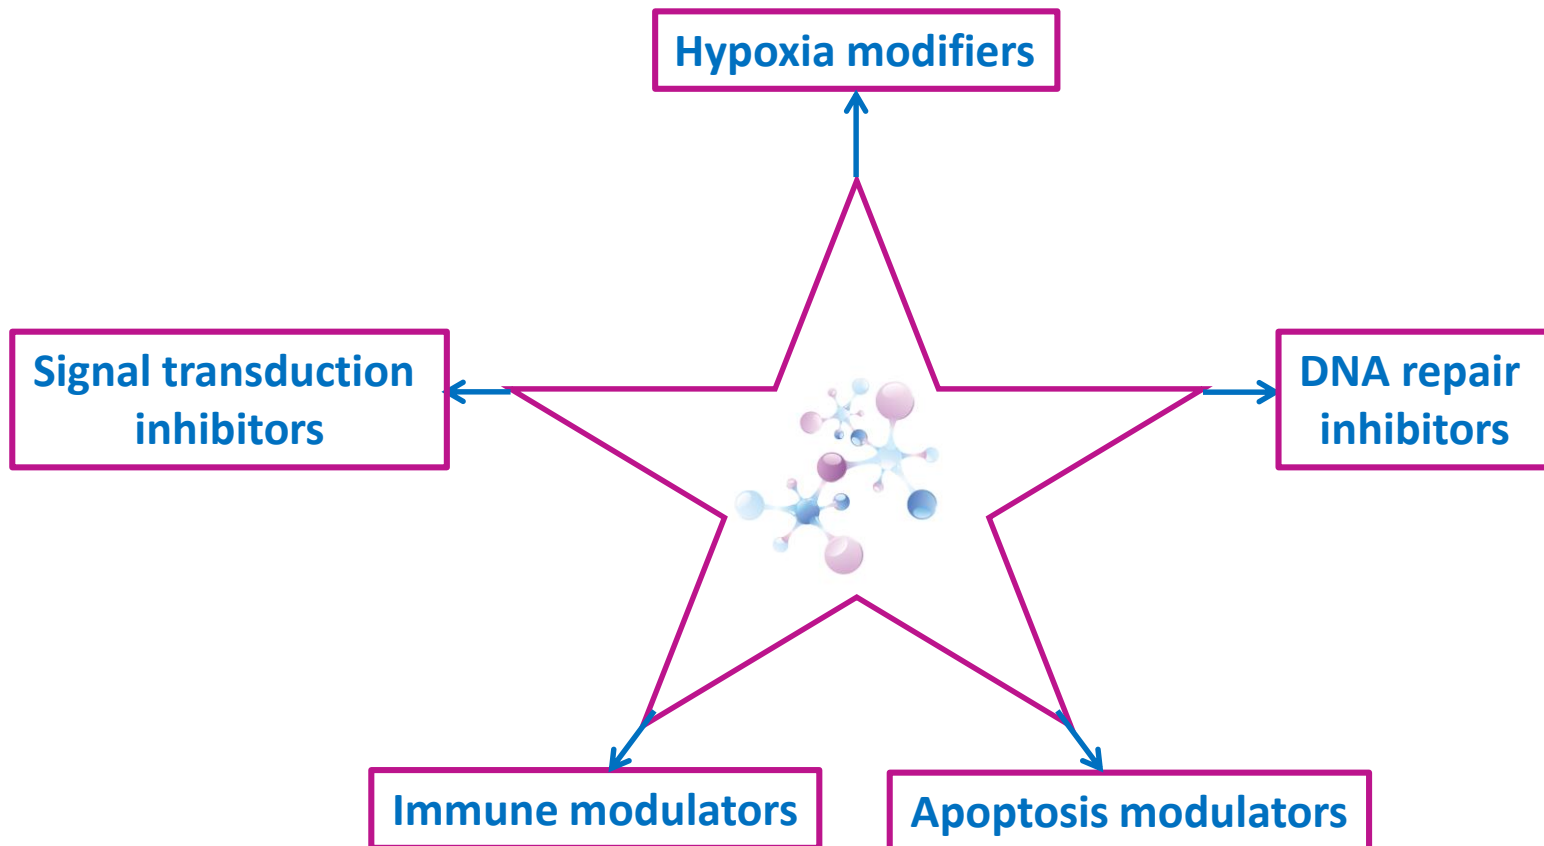 Hypoxia modifiers
Signal transduction
inhibitors
DNA repair
inhibitors
Immune modulators
Apoptosis modulators